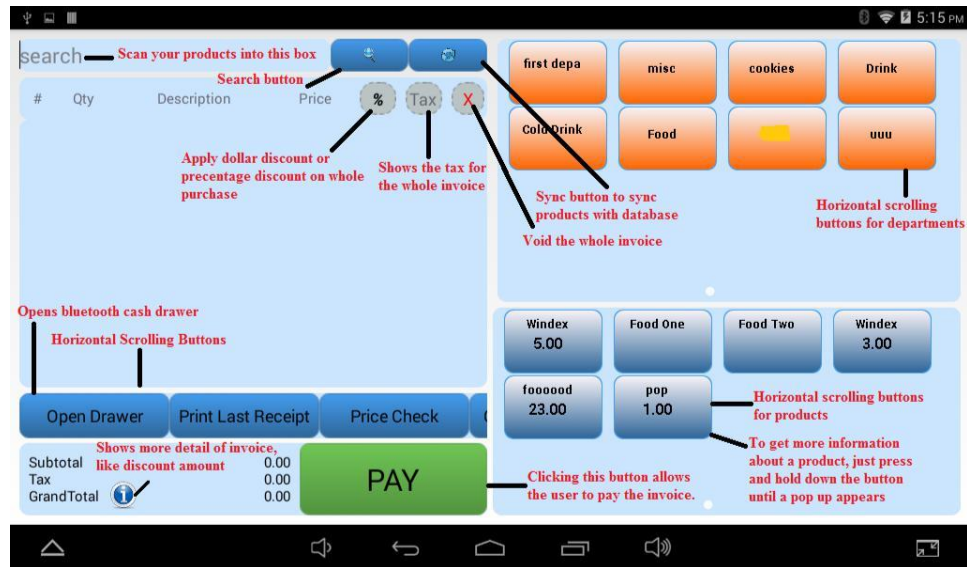 5:15 PM
search
Scan your products into this box
Search button
# Qty Description Price % Tax X
Apply dollar discount or
precentage discount on whole
purchase
Shows the tax for
the whole invoice
Sync button to sync
products with database
Void the whole invoice
first depa
misc
cookies
Drink
Cold Drink
Food
uuu
Horizontal scrolling
buttons for departments
Opens bluetooth cash drawer
Horizontal Scrolling Buttons
Open Drawer
Print Last Receipt
Price Check
Shows more detail of invoice,
like discount amount
Subtotal 0.00
Tax 0.00
GrandTotal 0.00
PAY
Clicking this button allows
the user to pay the invoice.
Windex
5.00
Food One
Food Two
Windex
3.00
foooood
23.00
pop
1.00
Horizontal scrolling buttons
for products
To get more information
about a product, just press
and hold down the button
until a pop up appears